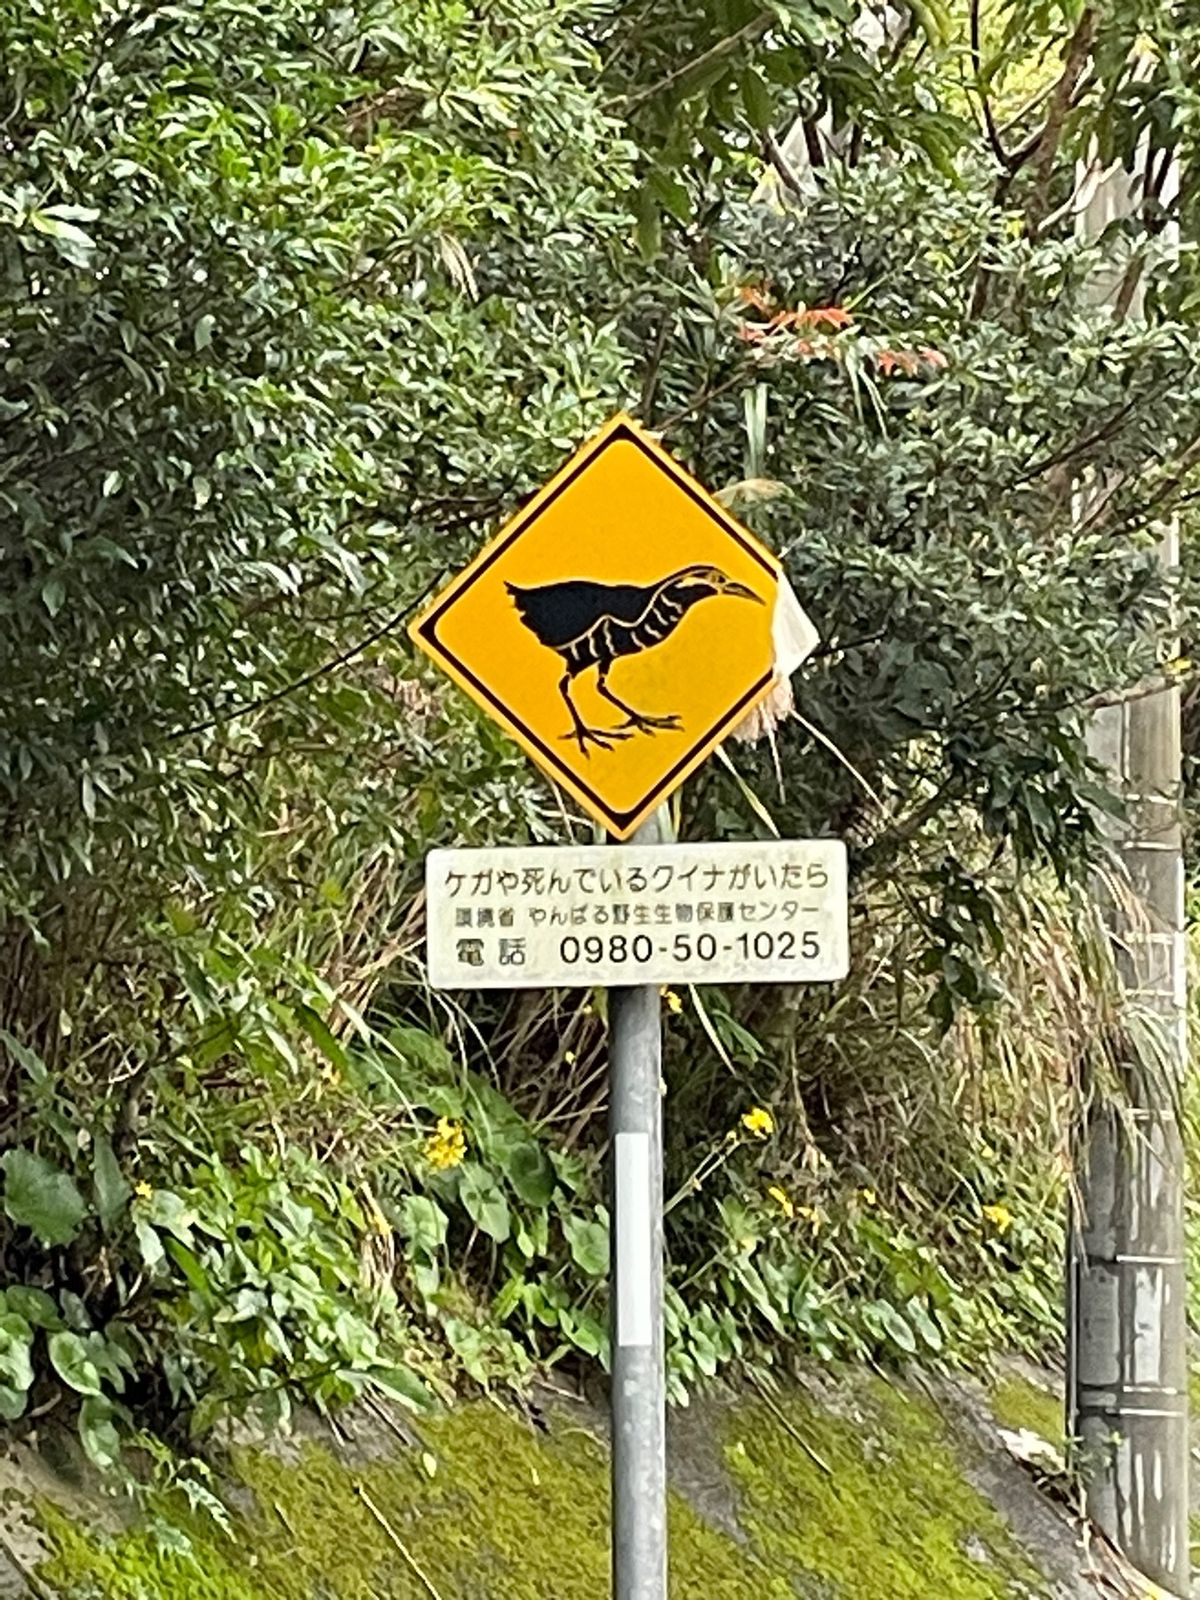 ケガや死んでいるクイナがいたら
環境省 やんばる野生生物保護センター
電話 0980-50-1025